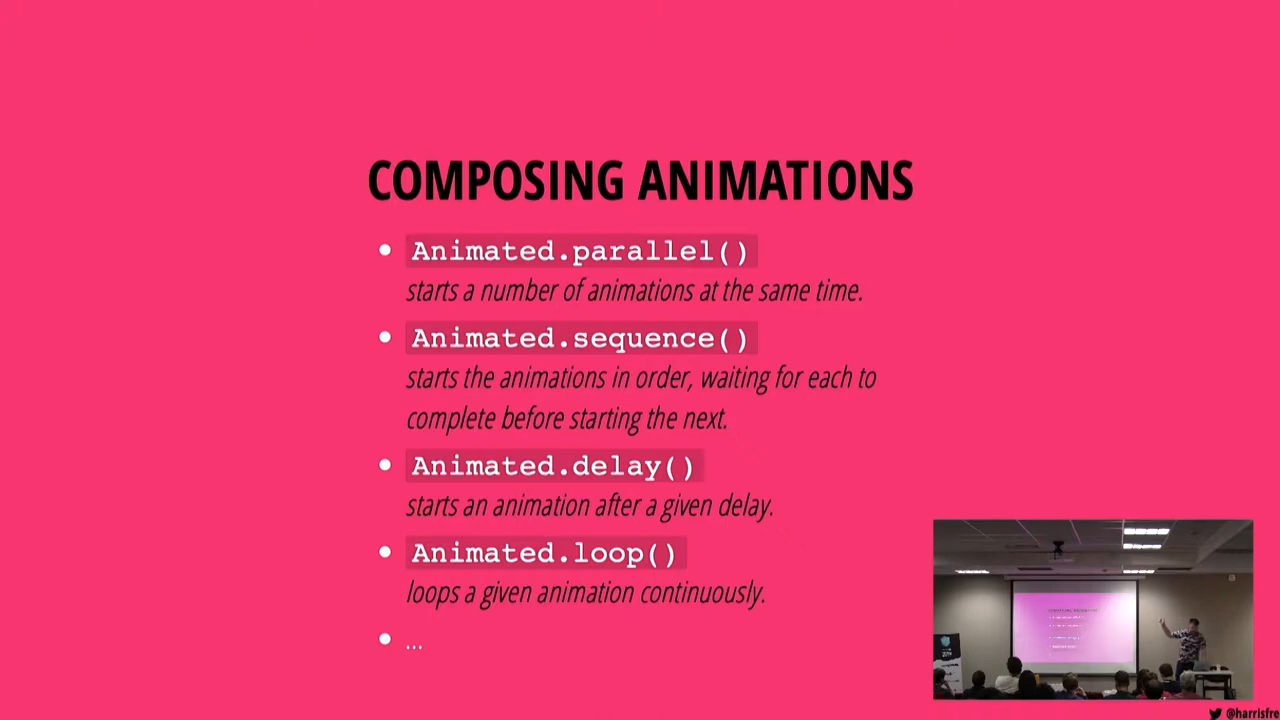 COMPOSING ANIMATIONS
• Animated.parallel()
starts a number of animations at the same time.
• Animated.sequence()
starts the animations in order, waiting for each to
complete before starting the next.
• Animated.delay()
starts an animation after a given delay.
• Animated.loop()
loops a given animation continuously.
• ...
@harrisfre